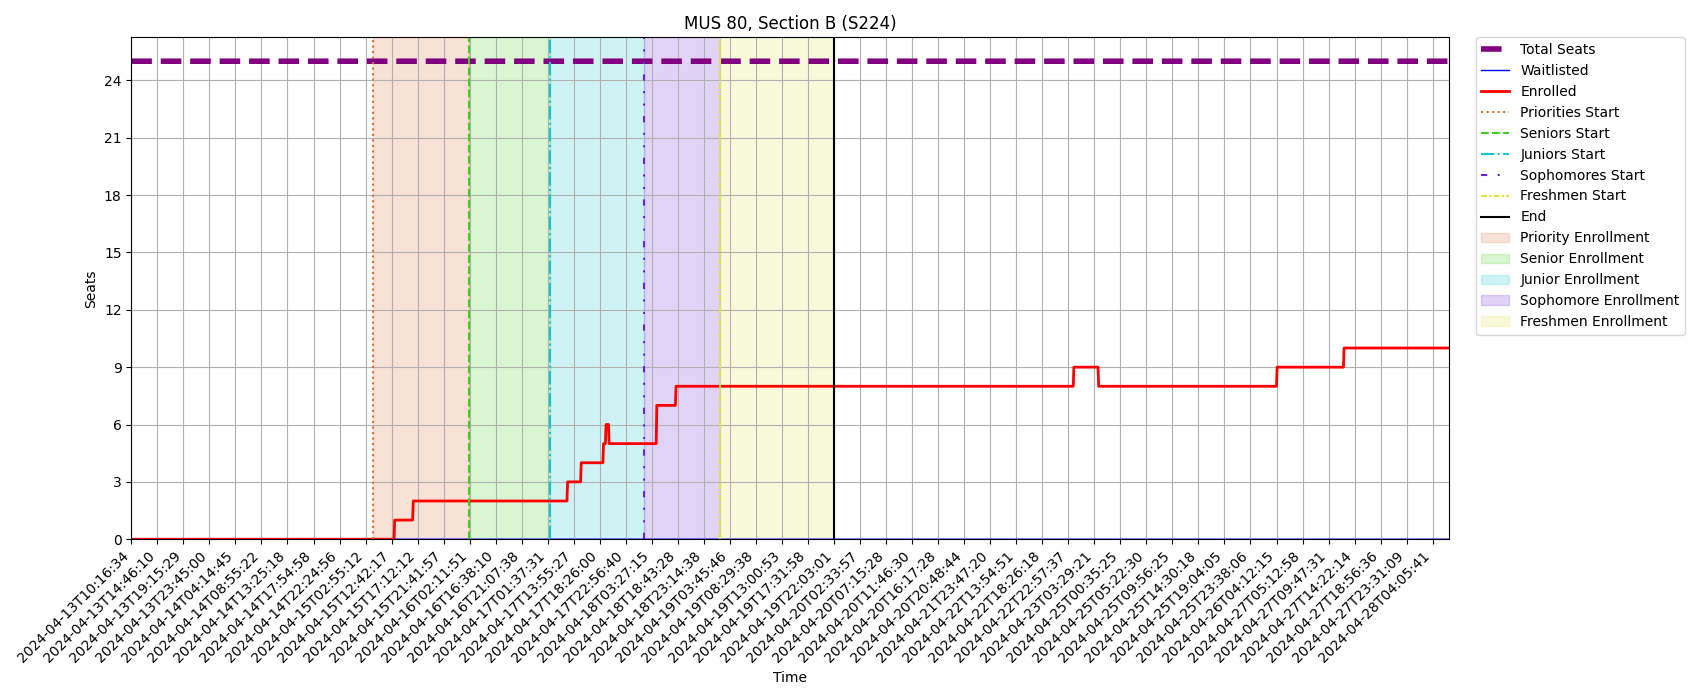 MUS 80, Section B (S224)
Seats
24
21
18
15
12
9
6
3
0
2024-04-13T10:16:34
2024-04-13T14:46:10
2024-04-13T19:15:29
2024-04-13T23:45:00
2024-04-14T04:14:45
2024-04-14T08:55:22
2024-04-14T13:25:18
2024-04-14T17:54:58
2024-04-14T22:24:56
2024-04-15T02:55:12
2024-04-15T12:42:17
2024-04-15T17:12:12
2024-04-15T21:41:57
2024-04-16T02:11:51
2024-04-16T16:38:10
2024-04-16T21:07:38
2024-04-17T01:37:31
2024-04-17T13:55:27
2024-04-17T18:26:00
2024-04-17T22:56:40
2024-04-18T03:27:15
2024-04-18T18:43:28
2024-04-18T23:14:38
2024-04-19T03:45:46
2024-04-19T08:29:38
2024-04-19T13:00:53
2024-04-19T17:31:58
2024-04-19T22:03:01
2024-04-20T02:33:57
2024-04-20T07:15:28
2024-04-20T11:46:30
2024-04-20T16:17:28
2024-04-20T20:48:44
2024-04-21T23:47:20
2024-04-22T13:54:51
2024-04-22T18:26:18
2024-04-22T22:57:37
2024-04-23T03:29:21
2024-04-25T00:35:25
2024-04-25T05:22:30
2024-04-25T09:56:25
2024-04-25T14:30:18
2024-04-25T19:04:05
2024-04-25T23:38:06
2024-04-26T04:12:15
2024-04-27T05:12:58
2024-04-27T09:47:31
2024-04-27T14:22:14
2024-04-27T18:56:36
2024-04-27T23:31:09
2024-04-28T04:05:41
Time
Total Seats
Waitlisted
Enrolled
Priorities Start
Seniors Start
Juniors Start
Sophomores Start
Freshmen Start
End
Priority Enrollment
Senior Enrollment
Junior Enrollment
Sophomore Enrollment
Freshmen Enrollment